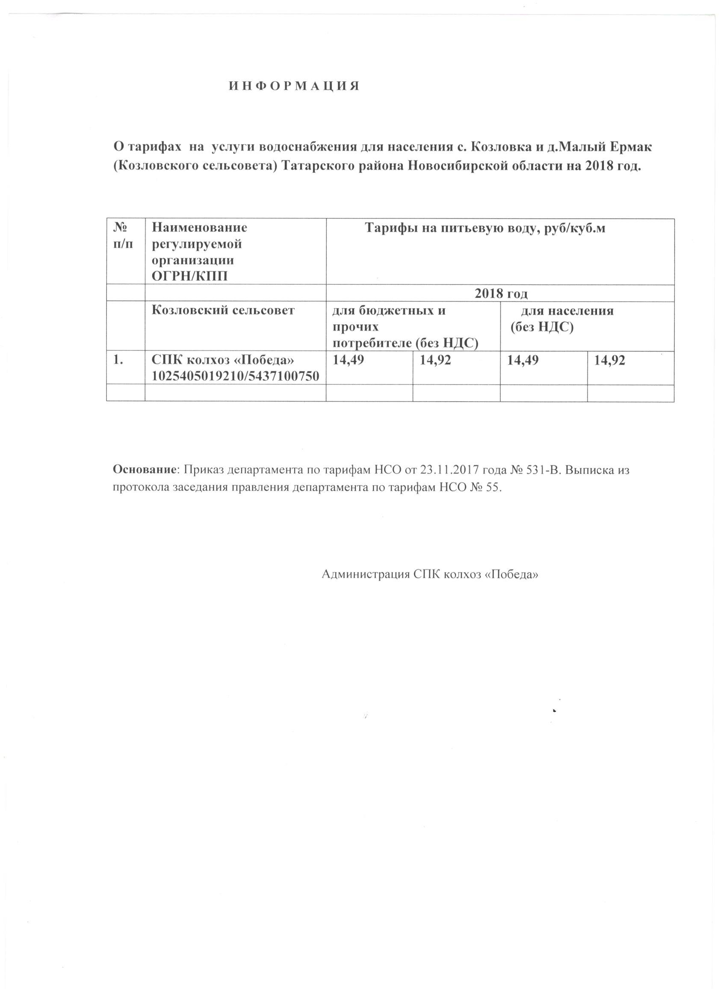 И Н Ф О Р М А Ц И Я
О тарифах на услуги водоснабжения для населения с. Козловка и д.Малый Ермак
(Козловского сельсовета) Татарского района Новосибирской области на 2018 год.
№
п/п
Наименование
регулируемой
организации
ОГРН/КПП
Тарифы на питьевую воду, руб/куб.м
2018 год
Козловский сельсовет
для бюджетных и
прочих
потребителе (без НДС)
для населения
(без НДС)
1.
СПК колхоз «Победа»
1025405019210/5437100750
14,49
14,92
14,49
14,92
Основание: Приказ департамента по тарифам НСО от 23.11.2017 года № 531-В. Выписка из
протокола заседания правления департамента по тарифам НСО № 55.
Администрация СПК колхоз «Победа»